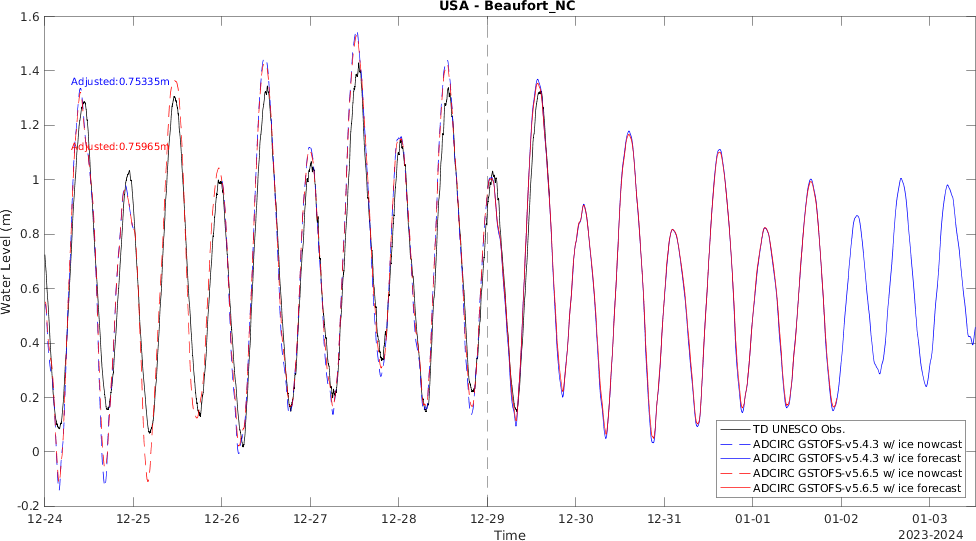 USA - Beaufort_NC
1.6
1.4
1.2
1
0.8
0.6
0.4
0.2
0
-0.2
Water Level (m)
Adjusted:0.75335m
Adjusted:0.75965m
TD UNESCO Obs.
ADCIRC GSTOFS-v5.4.3 w/ ice nowcast
ADCIRC GSTOFS-v5.4.3 w/ ice forecast
ADCIRC GSTOFS-v5.6.5 w/ ice nowcast
ADCIRC GSTOFS-v5.6.5 w/ ice forecast
12-24 12-25 12-26 12-27 12-28 12-29 12-30 12-31 01-01 01-02 01-03
Time
2023-2024